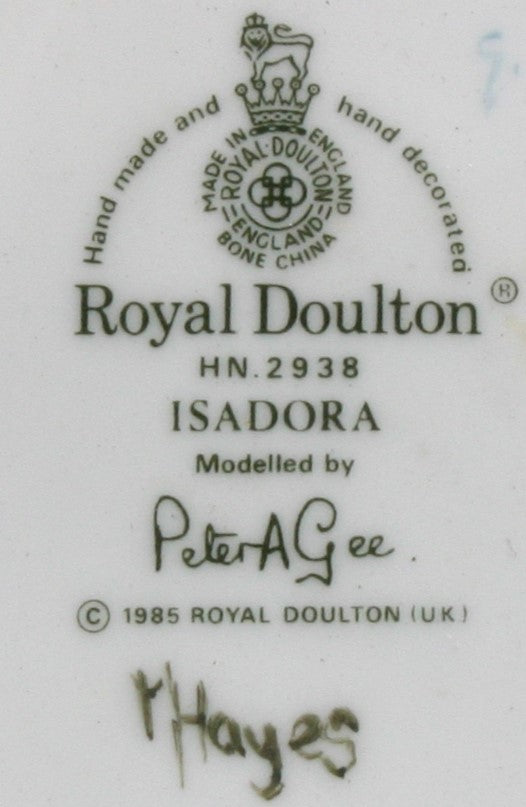 Hand made and hand decorated
MADE IN ENGLAND
ROYAL·DOULTON
ENGLAND
BONE CHINA
Royal Doulton ®
HN.2938
ISADORA
Modelled by
Peter A Gee.
© 1985 ROYAL DOULTON (UK)
Hayes